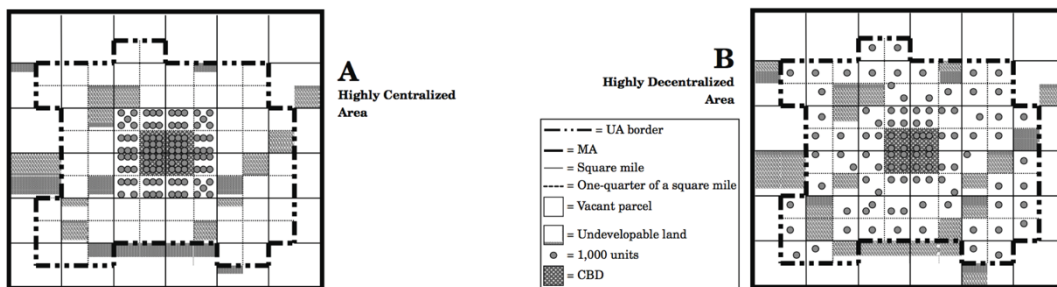 A
Highly Centralized
Area
B
Highly Decentralized
Area
= UA border
= MA
= Square mile
= One-quarter of a square mile
= Vacant parcel
= Undevelopable land
= 1,000 units
= CBD